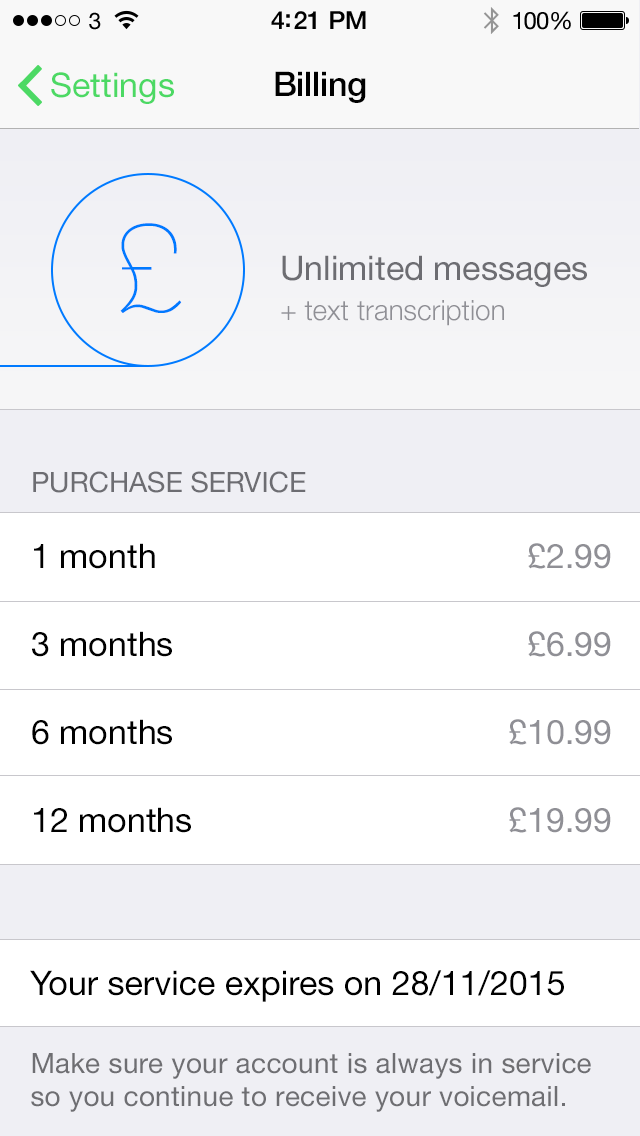 3 4:21 PM 100%
Settings Billing
£
Unlimited messages
+ text transcription
PURCHASE SERVICE
1 month £2.99
3 months £6.99
6 months £10.99
12 months £19.99
Your service expires on 28/11/2015
Make sure your account is always in service
so you continue to receive your voicemail.